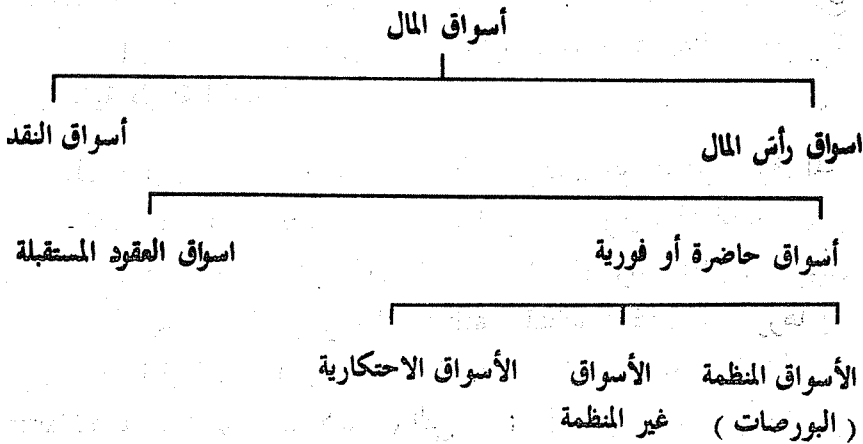 أسواق المال
اسواق رأس المال
أسواق النقد
أسواق حاضرة أو فورية
اسواق العقود المستقبلة
الأسواق المنظمة
( البورصات )
الأسواق
غير المنظمة
الأسواق الاحتكارية